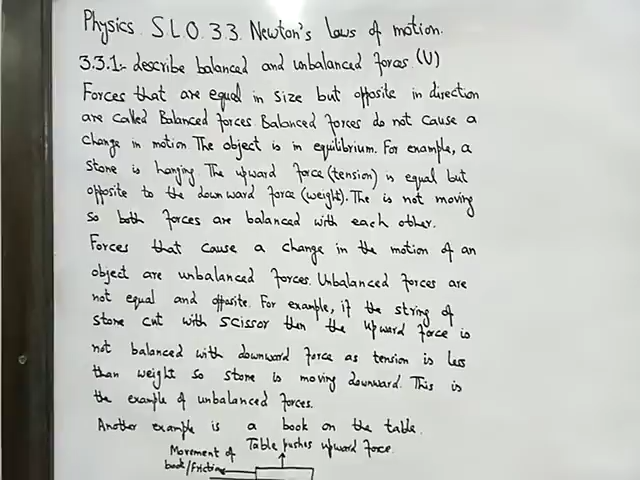 Physics. S.L.O. 3.3. Newton's laws of motion.
3.3.1:- describe balanced and unbalanced forces. (U)
Forces that are equal in size but opposite in direction
are called Balanced forces Balanced forces do not cause a
change in motion The object is in equilibrium. For example, a
stone is hanging. The upward force (tension) is equal but
opposite to the downward force (weight). The is not moving
so both forces are balanced with each other.
Forces that cause a change in the motion of an
object are unbalanced forces. Unbalanced forces are
not equal and opposite. For example, if the string of
stone cut with scissor then the upward force is
not balanced with downward force as tension is less
than weight so stone is moving downward. This is
the example of unbalanced forces.
Another example is a book on the table.
Movement of Table pushes upward force.
book/friction